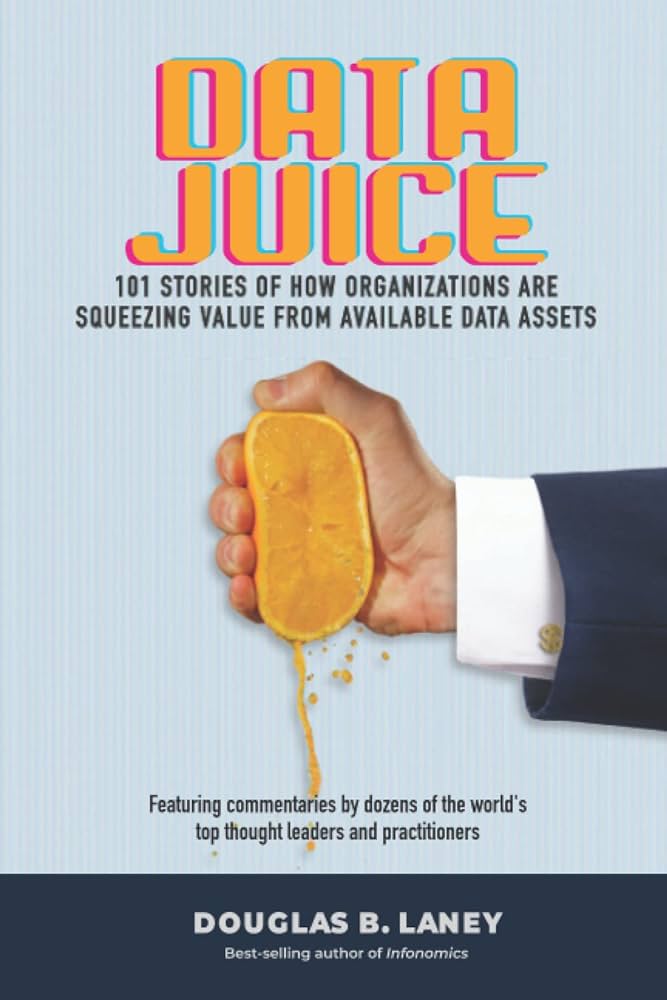 DATA
JUICE
101 STORIES OF HOW ORGANIZATIONS ARE
SQUEEZING VALUE FROM AVAILABLE DATA ASSETS
Featuring commentaries by dozens of the world's
top thought leaders and practitioners
DOUGLAS B. LANEY
Best-selling author of Infonomics